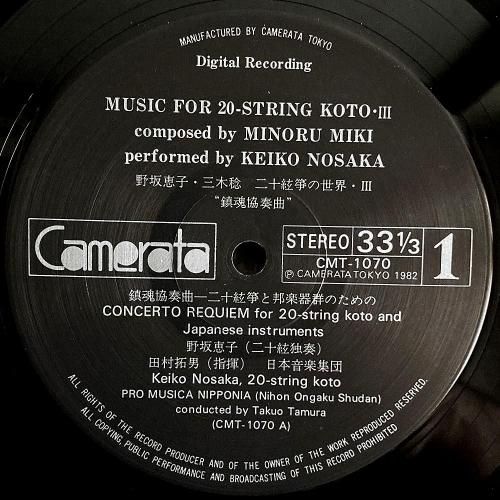 MANUFACTURED BY CAMERATA TOKYO
Digital Recording
MUSIC FOR 20-STRING KOTO・III
composed by MINORU MIKI
performed by KEIKO NOSAKA
野坂恵子・三木稔 二十絃箏の世界・III
“鎮魂協奏曲”
Camerata
STEREO 33⅓ 1
CMT-1070
Ⓟ CAMERATA TOKYO 1982
鎮魂協奏曲―二十絃箏と邦楽器群のための
CONCERTO REQUIEM for 20-string koto and
Japanese instruments
野坂恵子（二十絃独奏）
田村拓男（指揮） 日本音楽集団
Keiko Nosaka, 20-string koto
PRO MUSICA NIPPONIA (Nihon Ongaku Shudan)
conducted by Takuo Tamura
(CMT-1070 A)
ALL RIGHTS OF THE RECORD PRODUCER AND OF THE OWNER OF THE WORK REPRODUCED RESERVED.
ALL COPYING, PUBLIC PERFORMANCE AND BROADCASTING OF THIS RECORD PROHIBITED